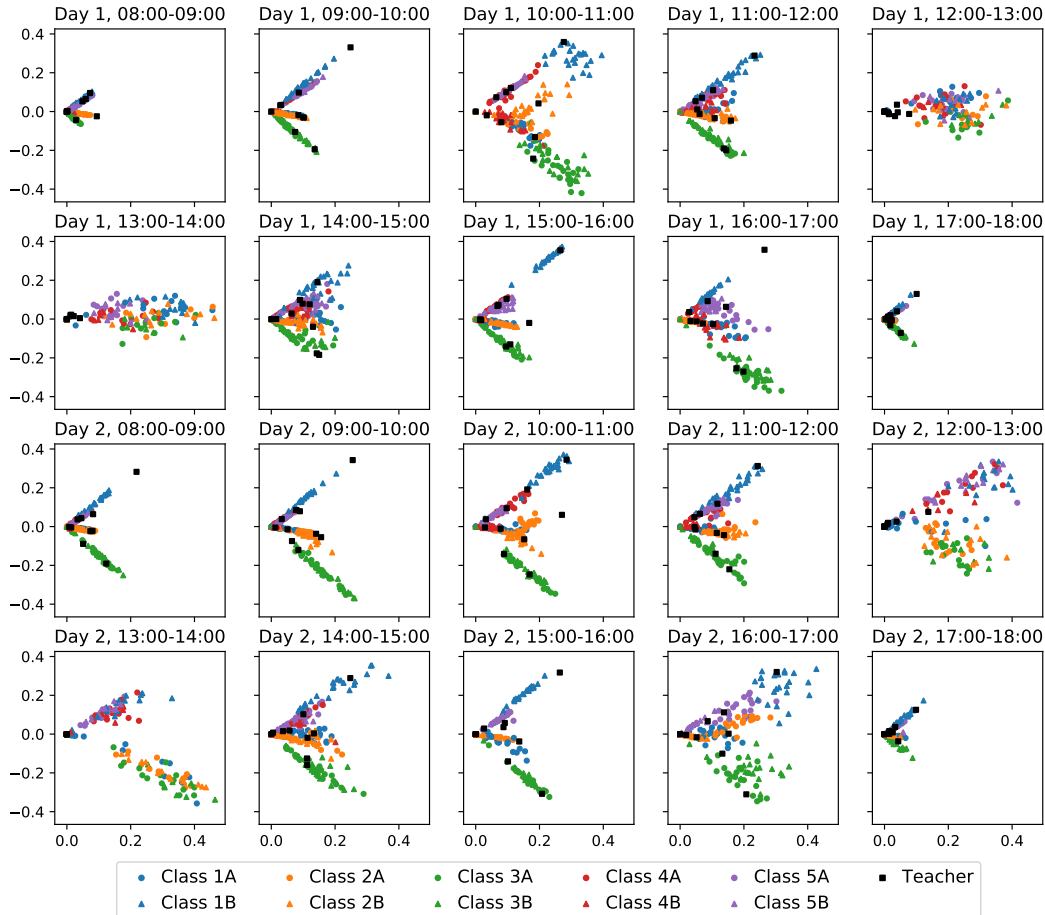 Day 1, 08:00-09:00 Day 1, 09:00-10:00 Day 1, 10:00-11:00 Day 1, 11:00-12:00 Day 1, 12:00-13:00
0.4
0.2
0.0
−0.2
−0.4
Day 1, 13:00-14:00 Day 1, 14:00-15:00 Day 1, 15:00-16:00 Day 1, 16:00-17:00 Day 1, 17:00-18:00
0.4
0.2
0.0
−0.2
−0.4
Day 2, 08:00-09:00 Day 2, 09:00-10:00 Day 2, 10:00-11:00 Day 2, 11:00-12:00 Day 2, 12:00-13:00
0.4
0.2
0.0
−0.2
−0.4
Day 2, 13:00-14:00 Day 2, 14:00-15:00 Day 2, 15:00-16:00 Day 2, 16:00-17:00 Day 2, 17:00-18:00
0.4
0.2
0.0
−0.2
−0.4
0.0 0.2 0.4 0.0 0.2 0.4 0.0 0.2 0.4 0.0 0.2 0.4 0.0 0.2 0.4
Class 1A Class 2A Class 3A Class 4A Class 5A Teacher
Class 1B Class 2B Class 3B Class 4B Class 5B